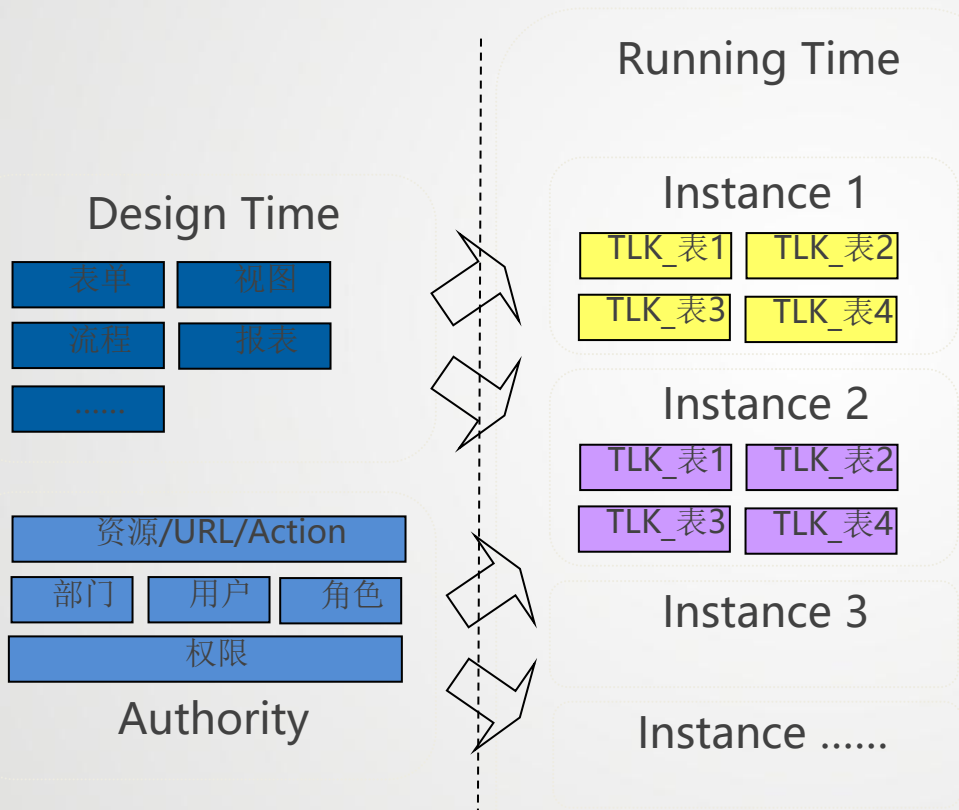 Design Time
表单
视图
流程
报表
……
资源/URL/Action
部门
用户
角色
权限
Authority
Running Time
Instance 1
TLK_表1
TLK_表2
TLK_表3
TLK_表4
Instance 2
TLK_表1
TLK_表2
TLK_表3
TLK_表4
Instance 3
Instance ……